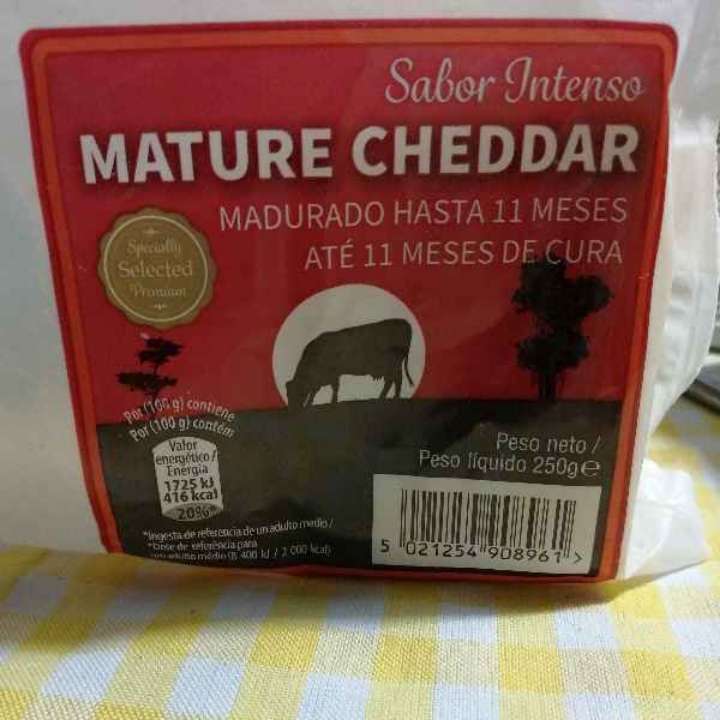 Sabor Intenso
MATURE CHEDDAR
MADURADO HASTA 11 MESES
ATÉ 11 MESES DE CURA
Specially
Selected
Premium
Por (100 g) contiene
Por (100 g) contém
Valor
energético /
Energia
1725 kJ
416 kcal
20%*
Peso neto /
Peso líquido 250g℮
*Ingesta de referencia de un adulto medio /
*Dose de referência para
adulto médio (8 400 kJ / 2 000 kcal)
5 021254 908961 >